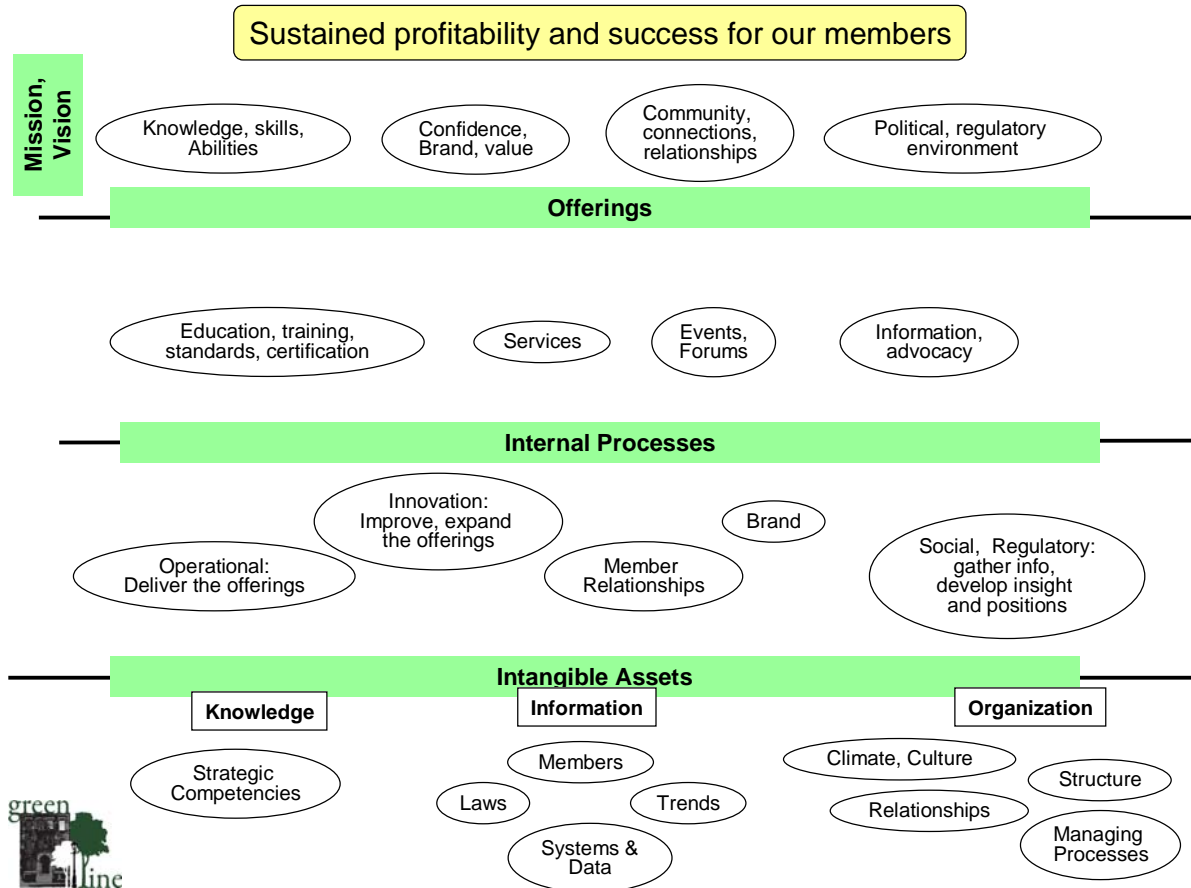 Sustained profitability and success for our members
Mission,
Vision
Knowledge, skills,
Abilities
Confidence,
Brand, value
Community,
connections,
relationships
Political, regulatory
environment
Offerings
Education, training,
standards, certification
Services
Events,
Forums
Information,
advocacy
Internal Processes
Innovation:
Improve, expand
the offerings
Brand
Operational:
Deliver the offerings
Member
Relationships
Social,  Regulatory:
gather info,
develop insight
and positions
Intangible Assets
Knowledge
Information
Organization
Strategic
Competencies
Members
Laws
Trends
Systems &
Data
Climate, Culture
Structure
Relationships
Managing
Processes
green
line